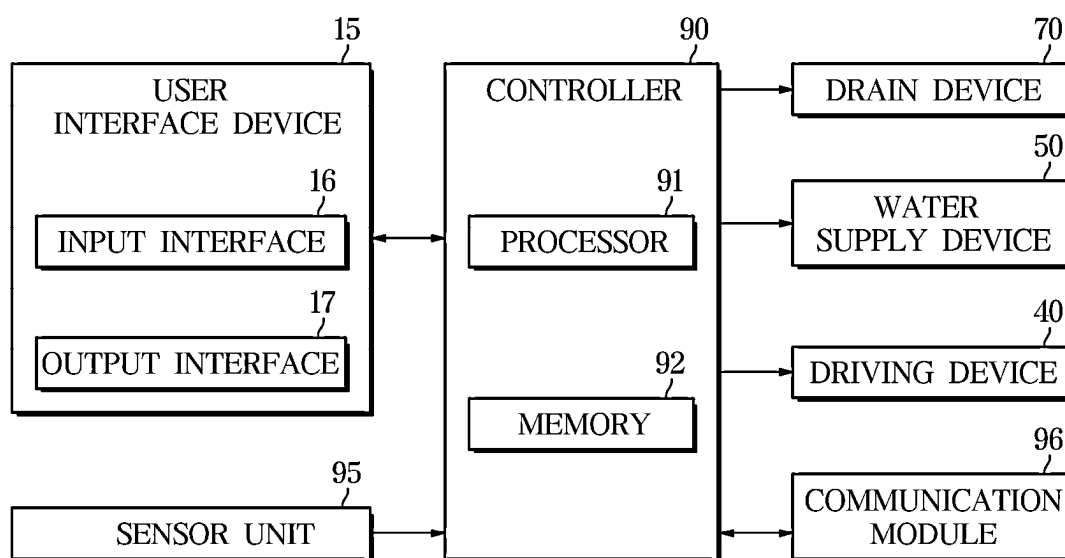 15
USER
INTERFACE DEVICE
16
INPUT INTERFACE
17
OUTPUT INTERFACE
95
SENSOR UNIT
90
CONTROLLER
91
PROCESSOR
92
MEMORY
70
DRAIN DEVICE
50
WATER
SUPPLY DEVICE
40
DRIVING DEVICE
96
COMMUNICATION
MODULE